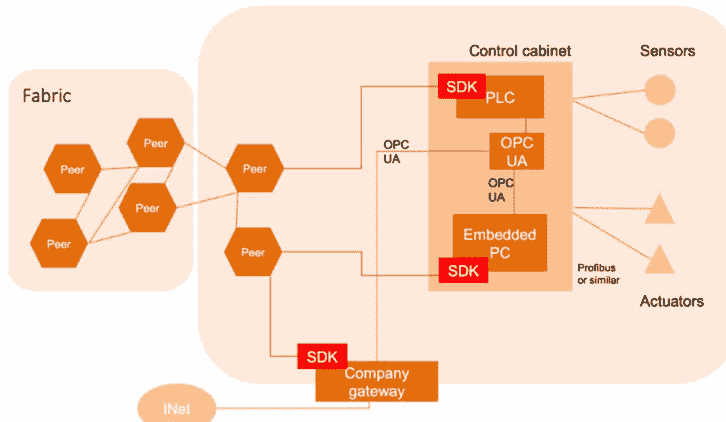 Control cabinet
Sensors
SDK
PLC
Fabric
Peer
Peer
Peer
Peer
Peer
Peer
OPC
UA
OPC
UA
OPC
UA
Embedded
PC
SDK
Profibus
or similar
Actuators
SDK
Company
gateway
INet